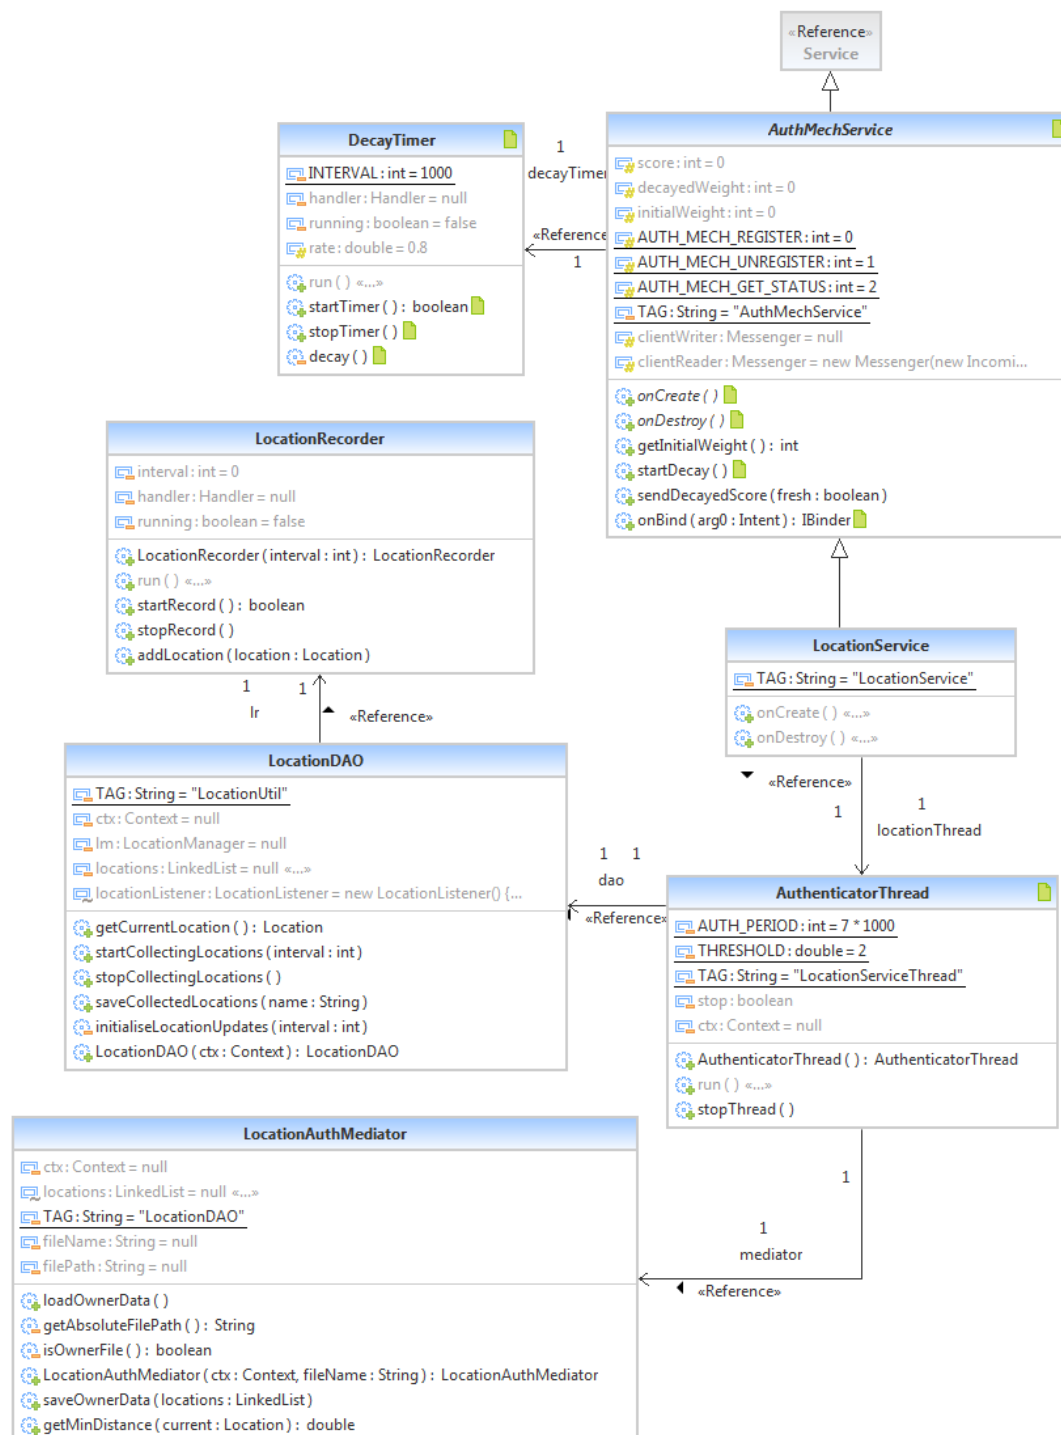 «Reference»
Service
AuthMechService
score : int = 0
decayedWeight : int = 0
initialWeight : int = 0
AUTH_MECH_REGISTER : int = 0
AUTH_MECH_UNREGISTER : int = 1
AUTH_MECH_GET_STATUS : int = 2
TAG : String = "AuthMechService"
clientWriter : Messenger = null
clientReader : Messenger = new Messenger(new Incomi...
onCreate ( )
onDestroy ( )
getInitialWeight ( ) : int
startDecay ( )
sendDecayedScore ( fresh : boolean )
onBind ( arg0 : Intent ) : IBinder
1
decayTimer
«Reference
1
DecayTimer
INTERVAL : int = 1000
handler : Handler = null
running : boolean = false
rate : double = 0.8
run ( ) «...»
startTimer ( ) : boolean
stopTimer ( )
decay ( )
LocationRecorder
interval : int = 0
handler : Handler = null
running : boolean = false
LocationRecorder ( interval : int ) : LocationRecorder
run ( ) «...»
startRecord ( ) : boolean
stopRecord ( )
addLocation ( location : Location )
1 1
lr
«Reference»
LocationService
TAG : String = "LocationService"
onCreate ( ) «...»
onDestroy ( ) «...»
«Reference»
1
1
locationThread
LocationDAO
TAG : String = "LocationUtil"
ctx : Context = null
lm : LocationManager = null
locations : LinkedList = null «...»
locationListener : LocationListener = new LocationListener() {...
getCurrentLocation ( ) : Location
startCollectingLocations ( interval : int )
stopCollectingLocations ( )
saveCollectedLocations ( name : String )
initialiseLocationUpdates ( interval : int )
LocationDAO ( ctx : Context ) : LocationDAO
1 1
dao
«Reference»
AuthenticatorThread
AUTH_PERIOD : int = 7 * 1000
THRESHOLD : double = 2
TAG : String = "LocationServiceThread"
stop : boolean
ctx : Context = null
AuthenticatorThread ( ) : AuthenticatorThread
run ( ) «...»
stopThread ( )
1
1
mediator
«Reference»
LocationAuthMediator
ctx : Context = null
locations : LinkedList = null «...»
TAG : String = "LocationDAO"
fileName : String = null
filePath : String = null
loadOwnerData ( )
getAbsoluteFilePath ( ) : String
isOwnerFile ( ) : boolean
LocationAuthMediator ( ctx : Context, fileName : String ) : LocationAuthMediator
saveOwnerData ( locations : LinkedList )
getMinDistance ( current : Location ) : double